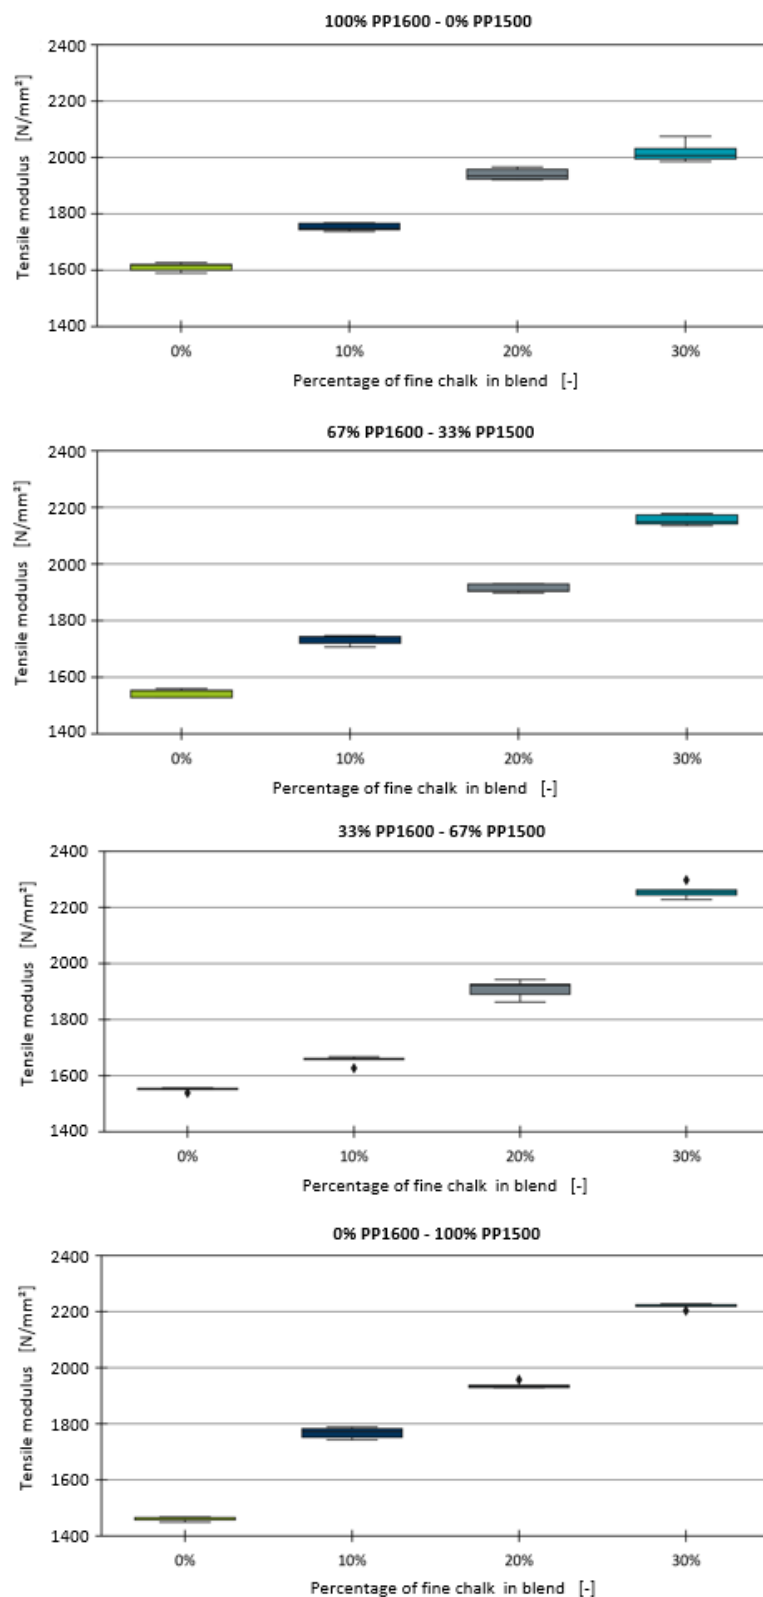 100% PP1600 - 0% PP1500
Tensile modulus [N/mm²]
2400
2200
2000
1800
1600
1400
0% 10% 20% 30%
Percentage of fine chalk in blend [-]
67% PP1600 - 33% PP1500
Tensile modulus [N/mm²]
2400
2200
2000
1800
1600
1400
0% 10% 20% 30%
Percentage of fine chalk in blend [-]
33% PP1600 - 67% PP1500
Tensile modulus [N/mm²]
2400
2200
2000
1800
1600
1400
0% 10% 20% 30%
Percentage of fine chalk in blend [-]
0% PP1600 - 100% PP1500
Tensile modulus [N/mm²]
2400
2200
2000
1800
1600
1400
0% 10% 20% 30%
Percentage of fine chalk in blend [-]